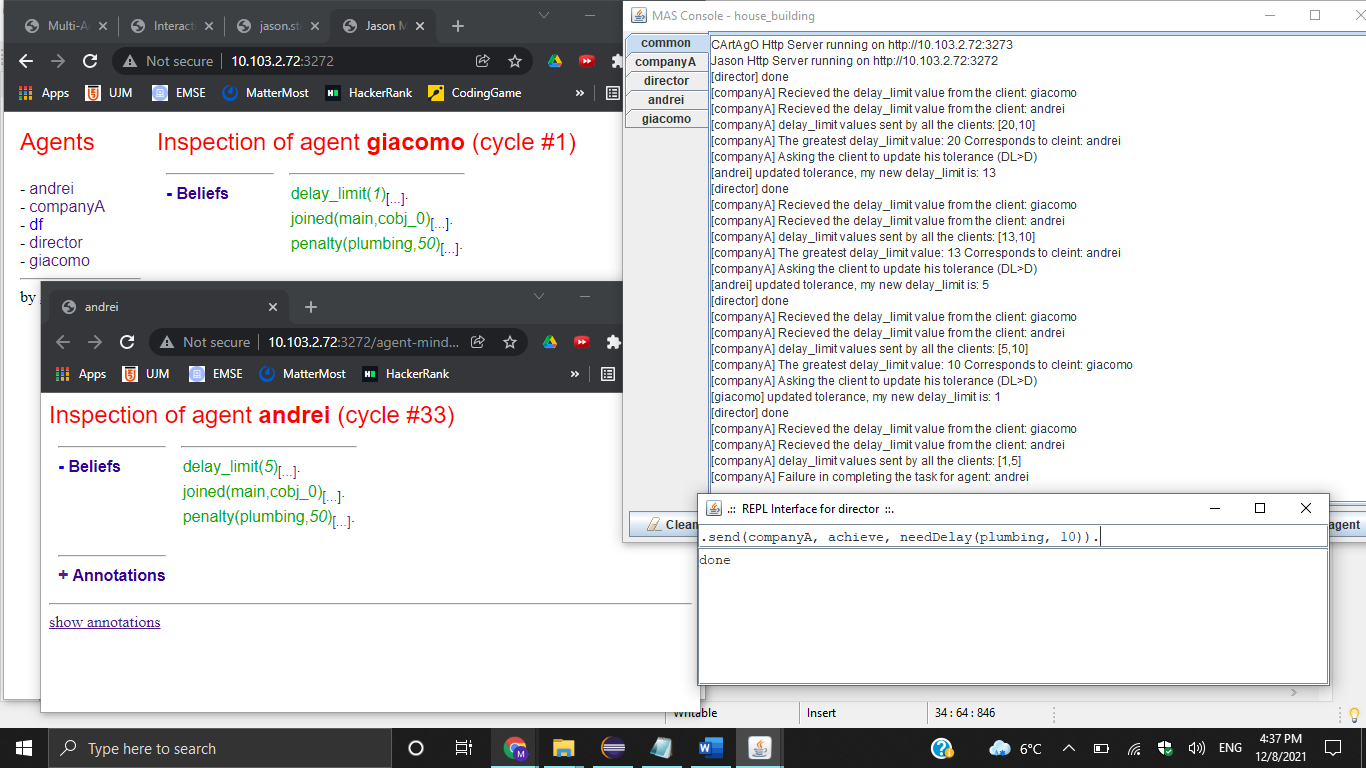 Multi-A
Interact
jason.sta
Jason M
Not secure 10.103.2.72:3272
Apps UJM EMSE MatterMost HackerRank CodingGame »
Agents
- andrei
- companyA
- df
- director
- giacomo
by
Inspection of agent giacomo (cycle #1)
- Beliefs
delay_limit(1)[...].
joined(main,cobj_0)[...].
penalty(plumbing,50)[...].
andrei
Not secure 10.103.2.72:3272/agent-mind...
Apps UJM EMSE MatterMost HackerRank »
Inspection of agent andrei (cycle #33)
- Beliefs
delay_limit(5)[...].
joined(main,cobj_0)[...].
penalty(plumbing,50)[...].
+ Annotations
show annotations
MAS Console - house_building
common
companyA
director
andrei
giacomo
CArtAgO Http Server running on http://10.103.2.72:3273
Jason Http Server running on http://10.103.2.72:3272
[director] done
[companyA] Recieved the delay_limit value from the client: giacomo
[companyA] Recieved the delay_limit value from the client: andrei
[companyA] delay_limit values sent by all the clients: [20,10]
[companyA] The greatest delay_limit value: 20 Corresponds to cleint: andrei
[companyA] Asking the client to update his tolerance (DL>D)
[andrei] updated tolerance, my new delay_limit is: 13
[director] done
[companyA] Recieved the delay_limit value from the client: giacomo
[companyA] Recieved the delay_limit value from the client: andrei
[companyA] delay_limit values sent by all the clients: [13,10]
[companyA] The greatest delay_limit value: 13 Corresponds to cleint: andrei
[companyA] Asking the client to update his tolerance (DL>D)
[andrei] updated tolerance, my new delay_limit is: 5
[director] done
[companyA] Recieved the delay_limit value from the client: giacomo
[companyA] Recieved the delay_limit value from the client: andrei
[companyA] delay_limit values sent by all the clients: [5,10]
[companyA] The greatest delay_limit value: 10 Corresponds to cleint: giacomo
[companyA] Asking the client to update his tolerance (DL>D)
[giacomo] updated tolerance, my new delay_limit is: 1
[director] done
[companyA] Recieved the delay_limit value from the client: giacomo
[companyA] Recieved the delay_limit value from the client: andrei
[companyA] delay_limit values sent by all the clients: [1,5]
[companyA] Failure in completing the task for agent: andrei
Clean
agent
.:: REPL Interface for director ::.
.send(companyA, achieve, needDelay(plumbing, 10)).
done
Writable Insert 34 : 64 : 846
Type here to search
M
W
6°C
ENG
4:37 PM
12/8/2021